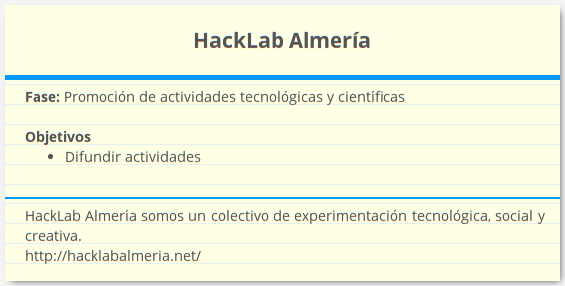 HackLab Almería
Fase: Promoción de actividades tecnológicas y científicas
Objetivos
• Difundir actividades
HackLab Almería somos un colectivo de experimentación tecnológica, social y
creativa.
http://hacklabalmeria.net/